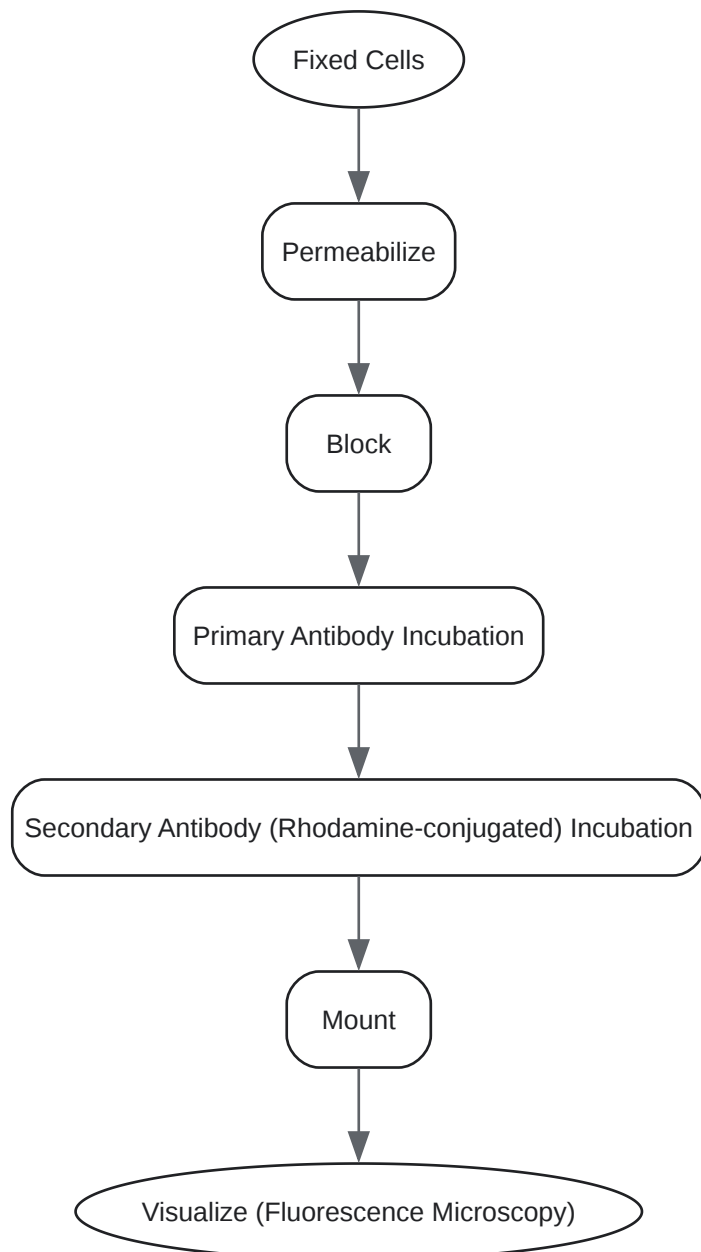 Fixed Cells
Permeabilize
Block
Primary Antibody Incubation
Secondary Antibody (Rhodamine-conjugated) Incubation
Mount
Visualize (Fluorescence Microscopy)